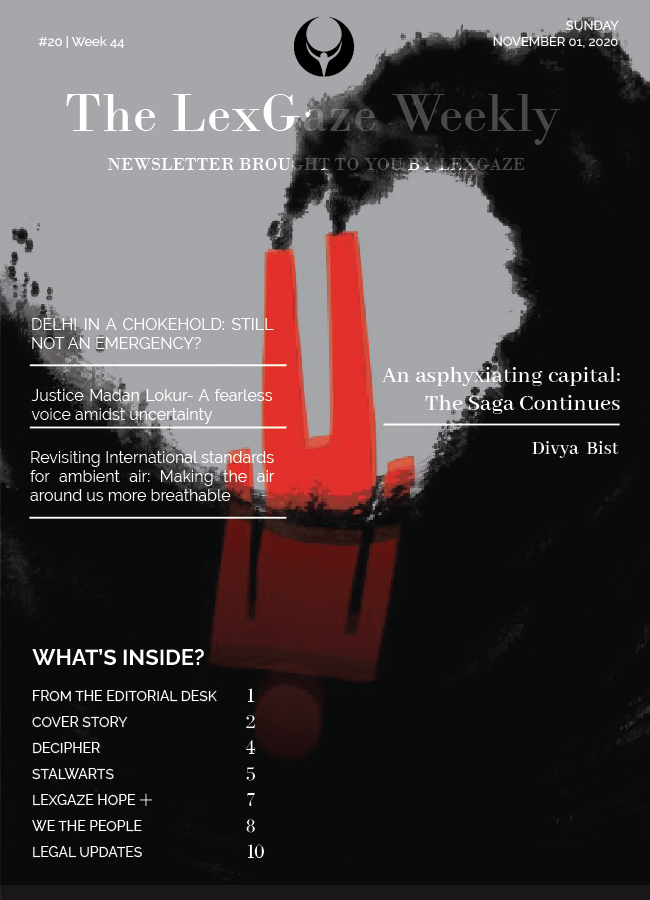 #20 | Week 44
SUNDAY
NOVEMBER 01, 2020
The LexGaze Weekly
NEWSLETTER BROUGHT TO YOU BY LEXGAZE
DELHI IN A CHOKEHOLD: STILL
NOT AN EMERGENCY?
Justice Madan Lokur- A fearless
voice amidst uncertainty
Revisiting International standards
for ambient air: Making the air
around us more breathable
An asphyxiating capital:
The Saga Continues
Divya Bist
WHAT'S INSIDE?
FROM THE EDITORIAL DESK 1
COVER STORY 2
DECIPHER 4
STALWARTS 5
LEXGAZE HOPE + 7
WE THE PEOPLE 8
LEGAL UPDATES 10